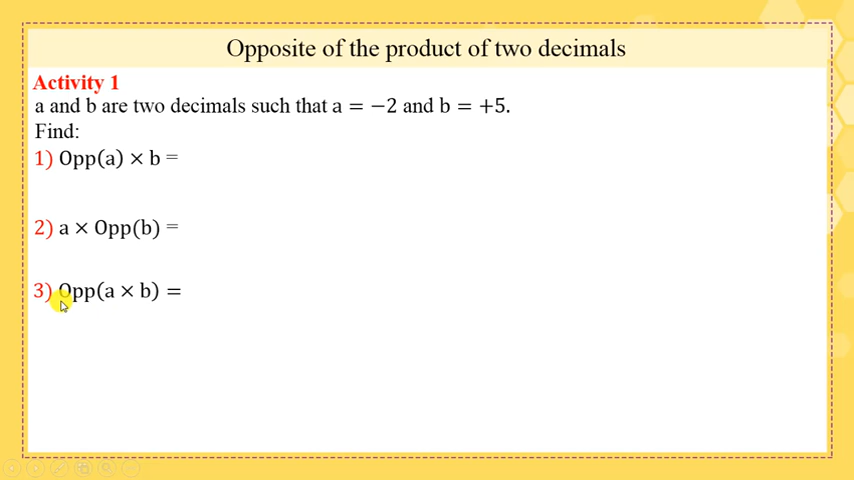 Opposite of the product of two decimals
Activity 1
a and b are two decimals such that a = −2 and b = +5.
Find:
1) Opp(a) × b =
2) a × Opp(b) =
3) Opp(a × b) =